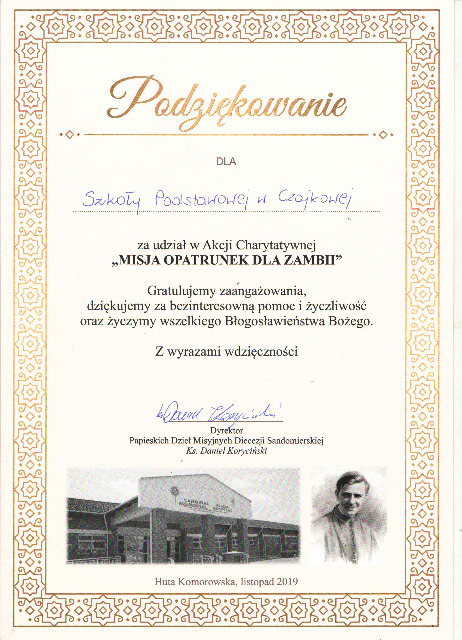 Podziękowanie
DLA
Szkoły Podstawowej w Czajkowej
za udział w Akcji Charytatywnej
„MISJA OPATRUNEK DLA ZAMBII”
Gratulujemy zaangażowania,
dziękujemy za bezinteresowną pomoc i życzliwość
oraz życzymy wszelkiego Błogosławieństwa Bożego.
Z wyrazami wdzięczności
Dyrektor
Papieskich Dzieł Misyjnych Diecezji Sandomierskiej
Ks. Daniel Koryciński
CARDINAL
MEMORIAL
Huta Komorowska, listopad 2019